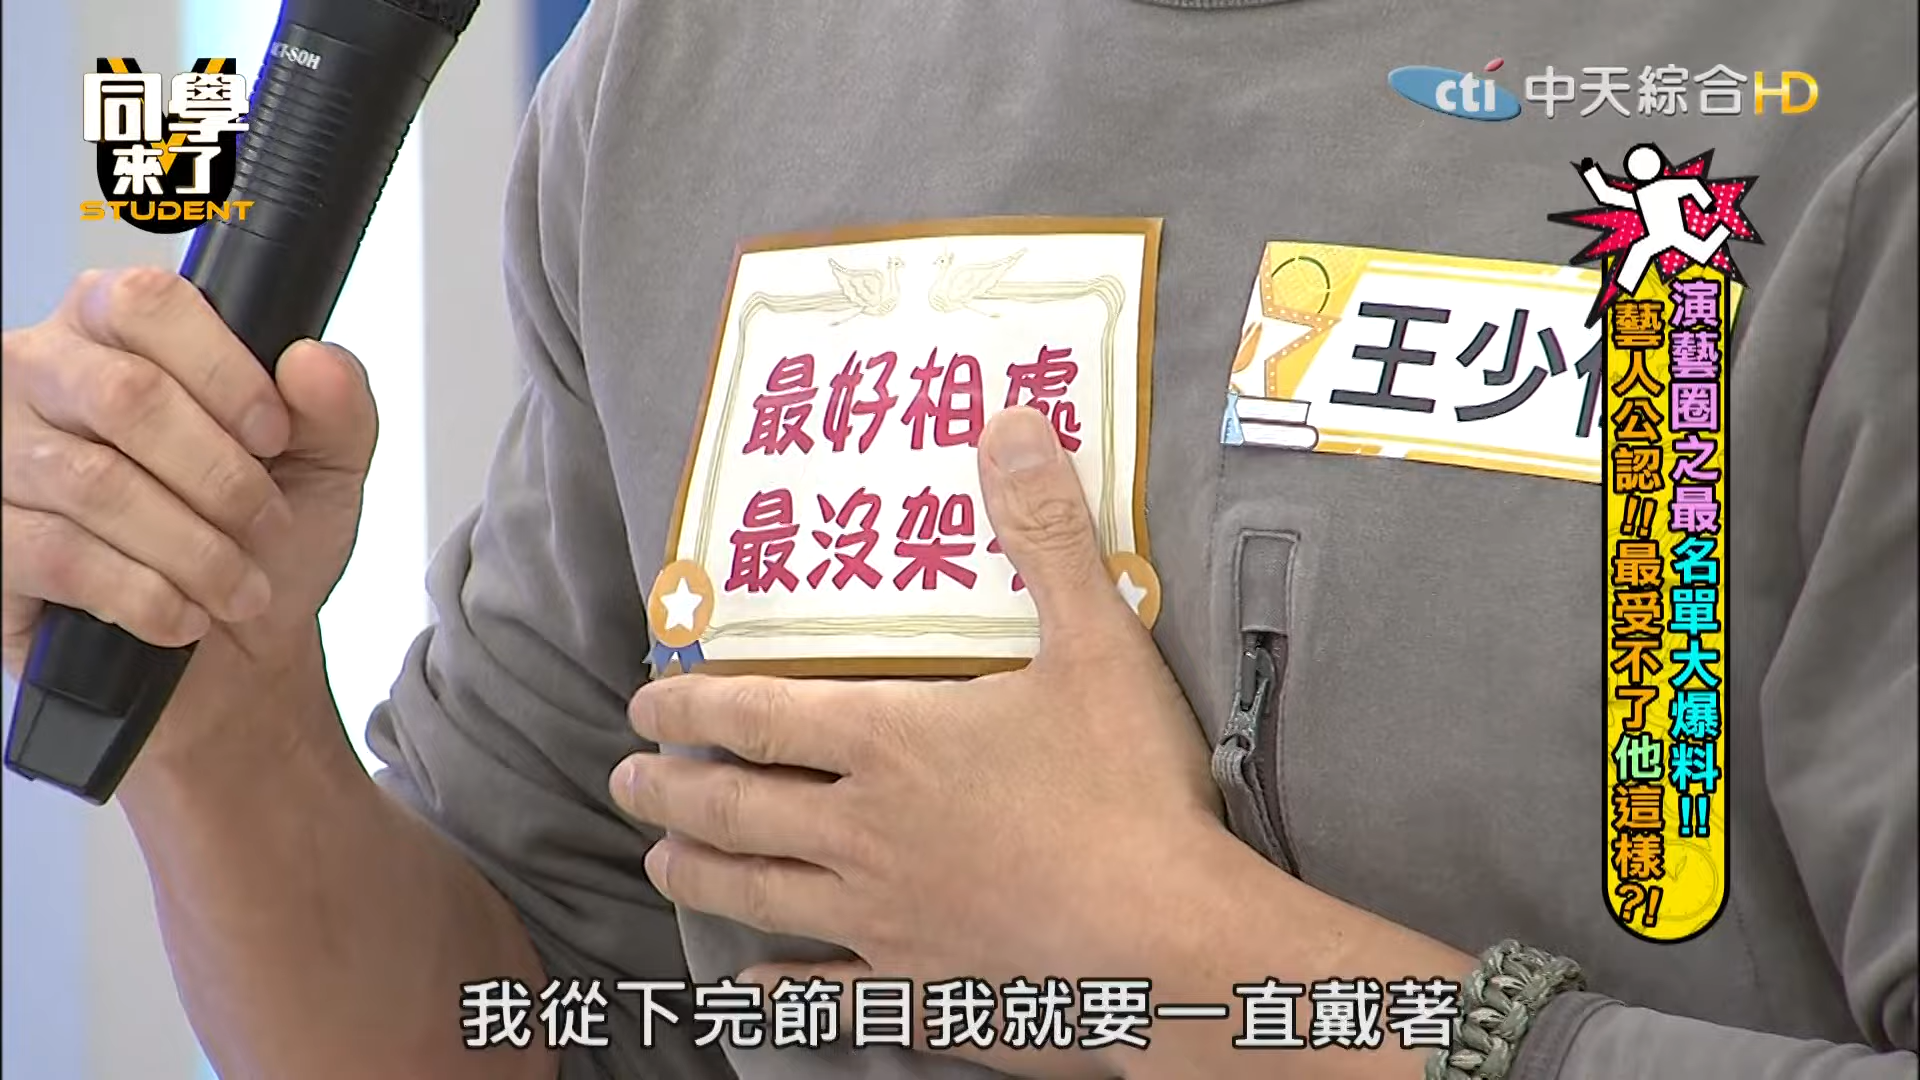 同學
來了
STUDENT
cti 中天綜合HD
演藝圈之最名單大爆料!!
藝人公認!!最受不了他這樣?!
最好相處
最沒架
王少
我從下完節目我就要一直戴著